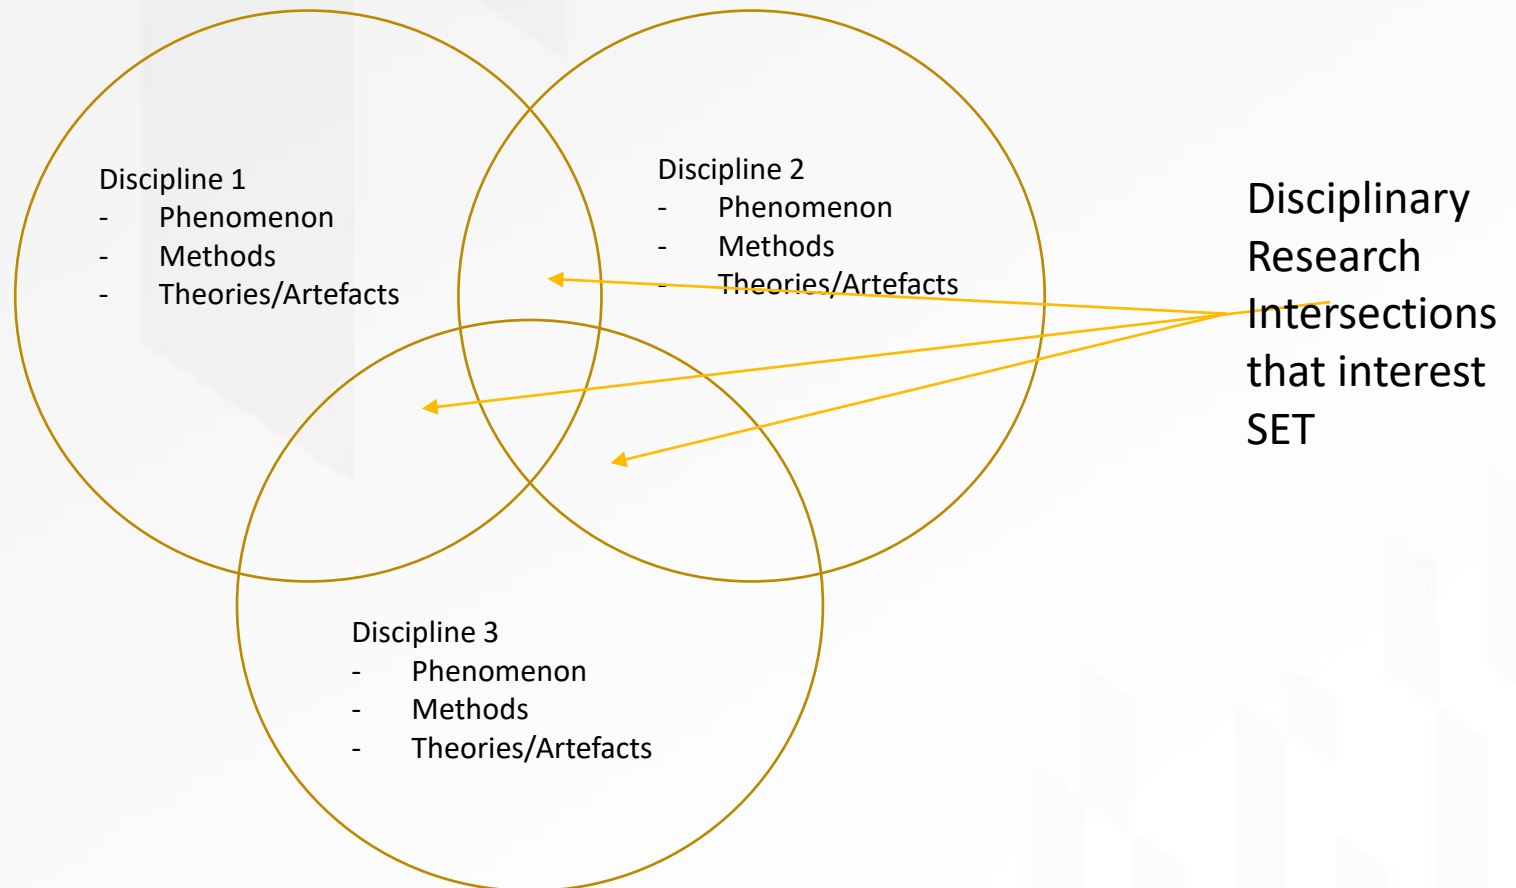 Discipline 1
- Phenomenon
- Methods
- Theories/Artefacts
Discipline 2
- Phenomenon
- Methods
- Theories/Artefacts
Disciplinary
Research
Intersections
that interest
SET
Discipline 3
- Phenomenon
- Methods
- Theories/Artefacts